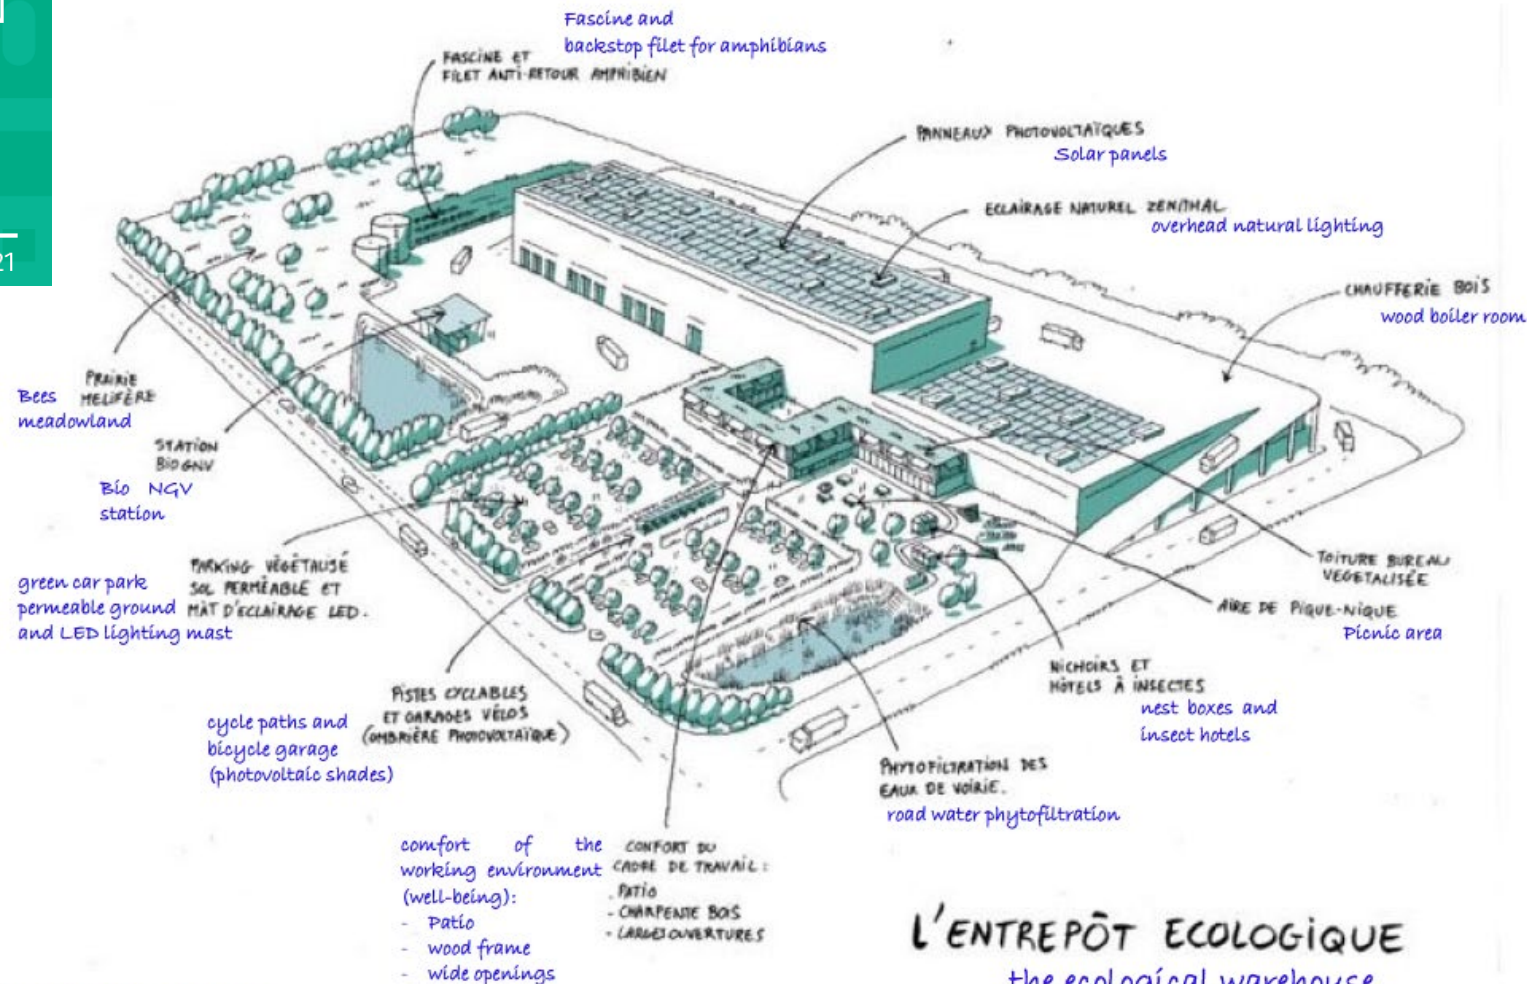 21
Fascine and
backstop filet for amphibians
FASCINE ET
FILET ANTI-RETOUR AMPHIBIEN
PANNEAUX PHOTOVOLTAÏQUES
Solar panels
ECLAIRAGE NATUREL ZENITHAL
overhead natural lighting
CHAUFFERIE BOIS
wood boiler room
PRAIRIE
MELIFÈRE
Bees
meadowland
STATION
BIO GNV
Bio NGV
station
PARKING VÉGÉTALISÉ
SOL PERMÉABLE ET
MÂT D'ECLAIRAGE LED.
green car park
permeable ground
and LED lighting mast
PISTES CYCLABLES
ET GARAGES VÉLOS
(OMBRIÈRE PHOTOVOLTAÏQUE)
cycle paths and
bicycle garage
(photovoltaic shades)
TOITURE BUREAU
VEGETALISÉE
AIRE DE PIQUE-NIQUE
Picnic area
NICHOIRS ET
HÔTELS À INSECTES
nest boxes and
insect hotels
PHYTOFILTRATION DES
EAUX DE VOIRIE.
road water phytofiltration
comfort of the
working environment
(well-being):
- Patio
- wood frame
- wide openings
CONFORT DU
CADRE DE TRAVAIL :
. PATIO
- CHARPENTE BOIS
- LARGES OUVERTURES
L'ENTREPÔT ECOLOGIQUE
the ecological warehouse